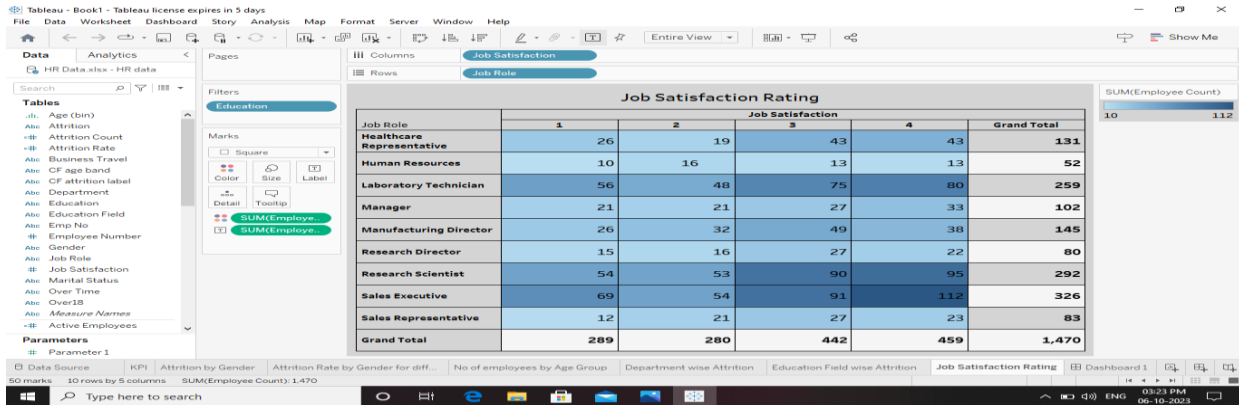 Tableau - Book1 - Tableau license expires in 5 days
File Data Worksheet Dashboard Story Analysis Map Format Server Window Help
Entire View
Show Me
Data Analytics
HR Data.xlsx - HR data
Search
Tables
Age (bin)
Attrition
Attrition Count
Attrition Rate
Business Travel
CF age band
CF attrition label
Department
Education
Education Field
Emp No
Employee Number
Gender
Job Role
Job Satisfaction
Marital Status
Over Time
Over18
Measure Names
Active Employees
Parameters
Parameter 1
Pages
Filters
Education
Marks
Square
Color Size Label
Detail Tooltip
SUM(Employe..
SUM(Employe..
Columns Job Satisfaction
Rows Job Role
Job Satisfaction Rating
Job Satisfaction
Job Role 1 2 3 4 Grand Total
Healthcare
Representative 26 19 43 43 131
Human Resources 10 16 13 13 52
Laboratory Technician 56 48 75 80 259
Manager 21 21 27 33 102
Manufacturing Director 26 32 49 38 145
Research Director 15 16 27 22 80
Research Scientist 54 53 90 95 292
Sales Executive 69 54 91 112 326
Sales Representative 12 21 27 23 83
Grand Total 289 280 442 459 1,470
SUM(Employee Count)
10 112
Data Source KPI Attrition by Gender Attrition Rate by Gender for diff... No of employees by Age Group Department wise Attrition Education Field wise Attrition Job Satisfaction Rating Dashboard 1
50 marks 10 rows by 5 columns SUM(Employee Count): 1,470
Type here to search
ENG
03:23 PM
06-10-2023